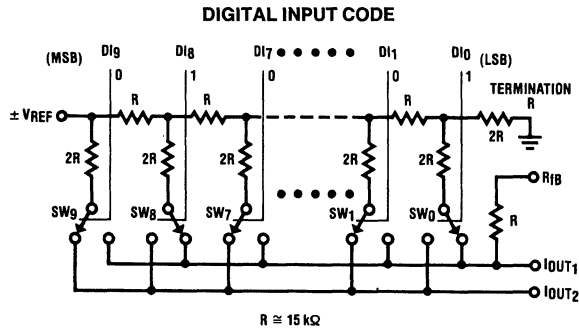 DIGITAL INPUT CODE
(MSB) DI9 DI8 DI7 DI1 DI0 (LSB)
0 1 0 0 1 TERMINATION
R R R R
± VREF
2R
2R 2R 2R 2R 2R
RfB
SW9 SW8 SW7 SW1 SW0 R
IOUT1
IOUT2
R ≅ 15 kΩ